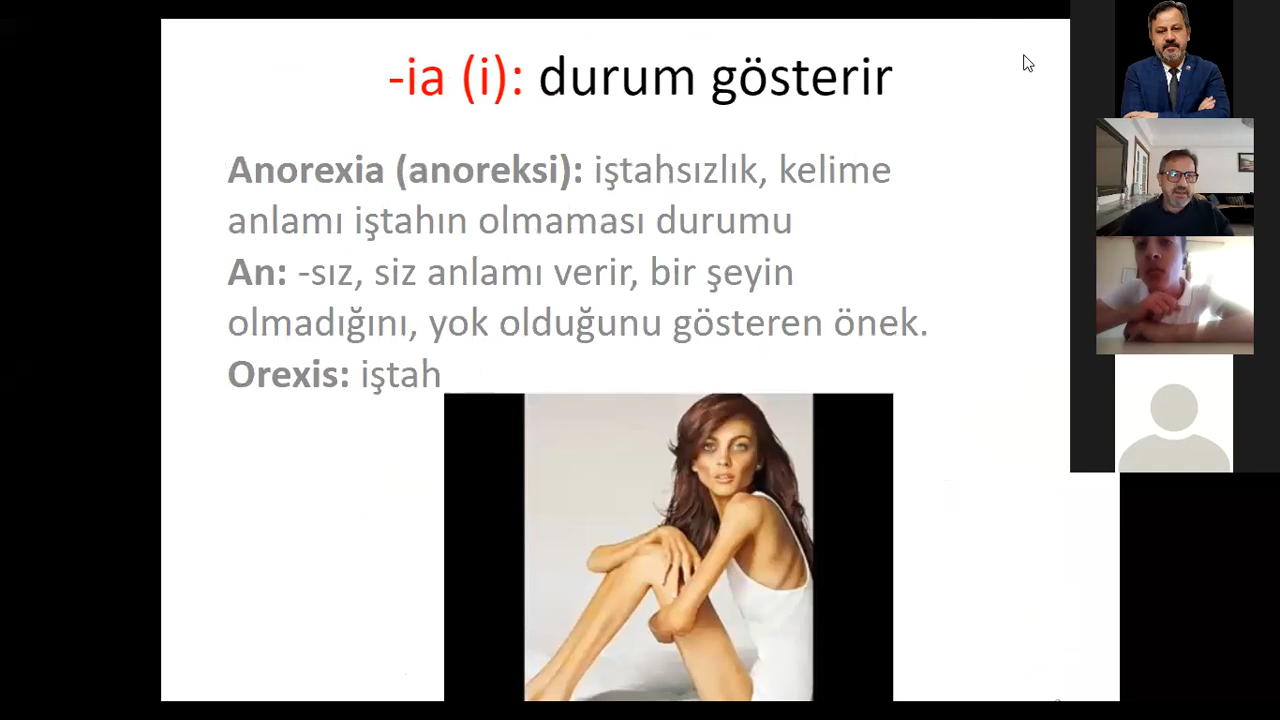 -ia (i): durum gösterir
Anorexia (anoreksi): iştahsızlık, kelime
anlamı iştahın olmaması durumu
An: -sız, siz anlamı verir, bir şeyin
olmadığını, yok olduğunu gösteren önek.
Orexis: iştah